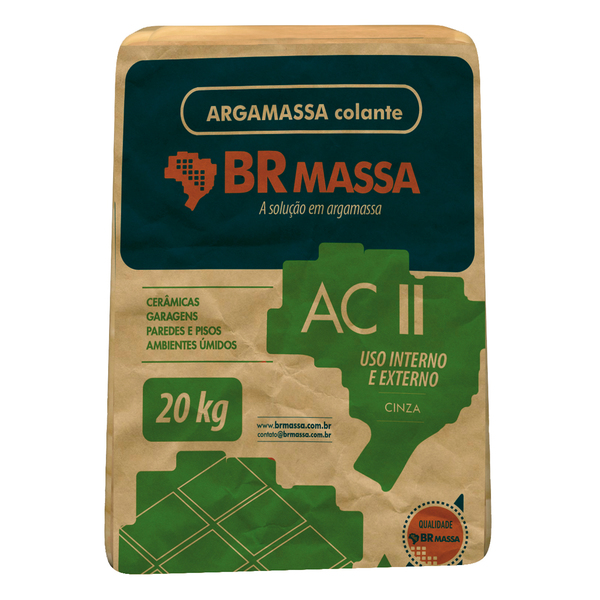 ARGAMASSA colante
BR MASSA
A solução em argamassa
CERÂMICAS
GARAGENS
PAREDES E PISOS
AMBIENTES ÚMIDOS
AC II
USO INTERNO
E EXTERNO
CINZA
20 kg
www.brmassa.com.br
contato@brmassa.com.br
QUALIDADE
BR MASSA